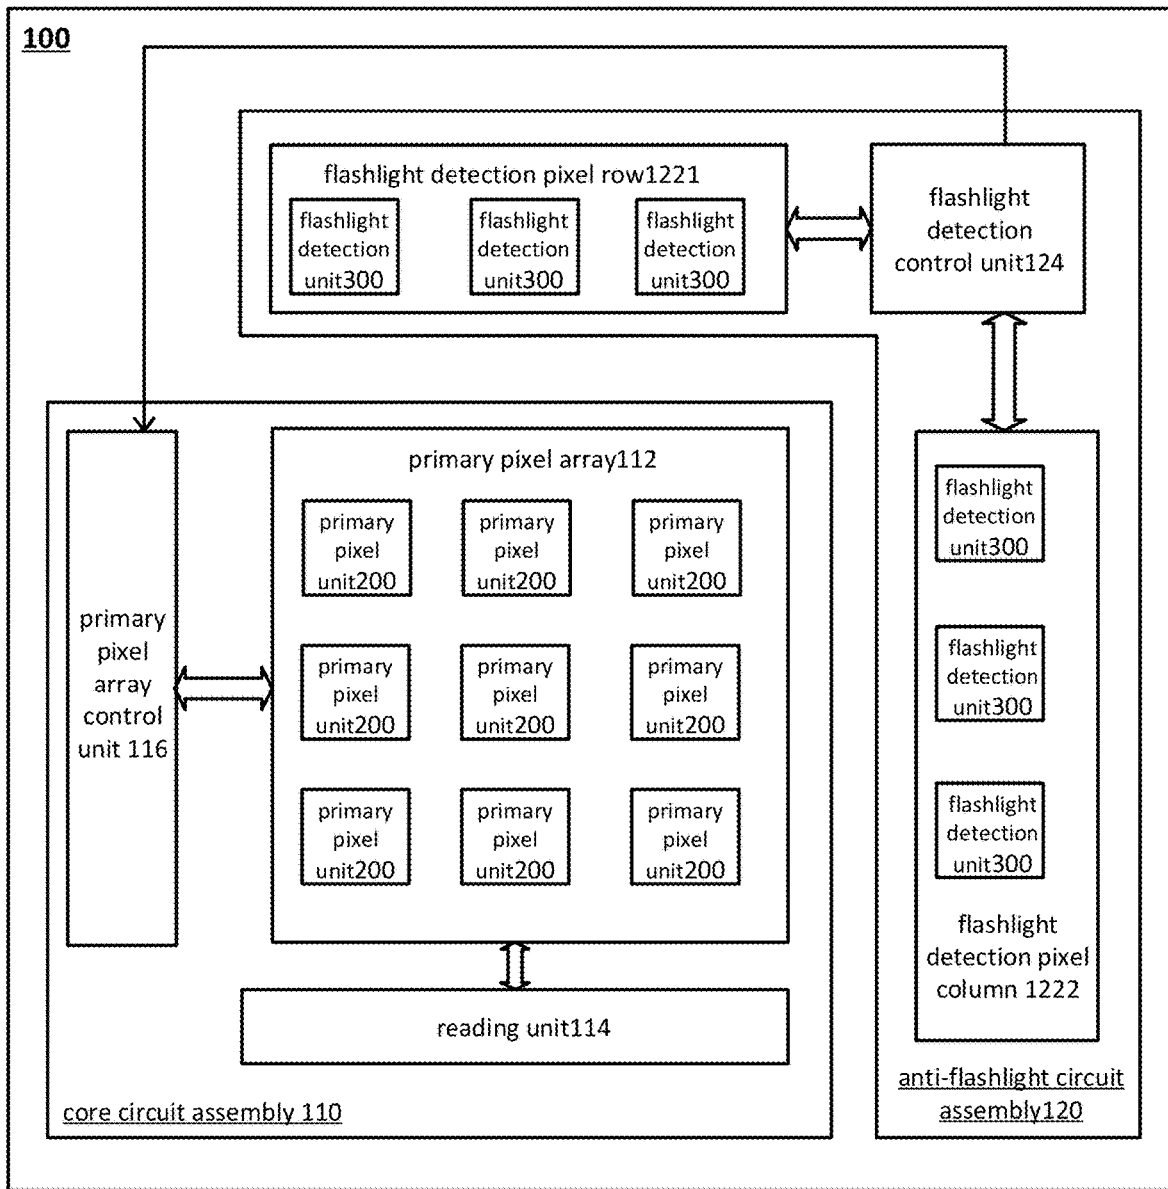 100
flashlight detection pixel row1221
flashlight
detection
unit300
flashlight
detection
unit300
flashlight
detection
unit300
flashlight
detection
control unit124
primary
pixel
array
control
unit 116
primary pixel array112
primary
pixel
unit200
primary
pixel
unit200
primary
pixel
unit200
primary
pixel
unit200
primary
pixel
unit200
primary
pixel
unit200
primary
pixel
unit200
primary
pixel
unit200
primary
pixel
unit200
reading unit114
core circuit assembly 110
flashlight
detection
unit300
flashlight
detection
unit300
flashlight
detection
unit300
flashlight
detection pixel
column 1222
anti-flashlight circuit
assembly120